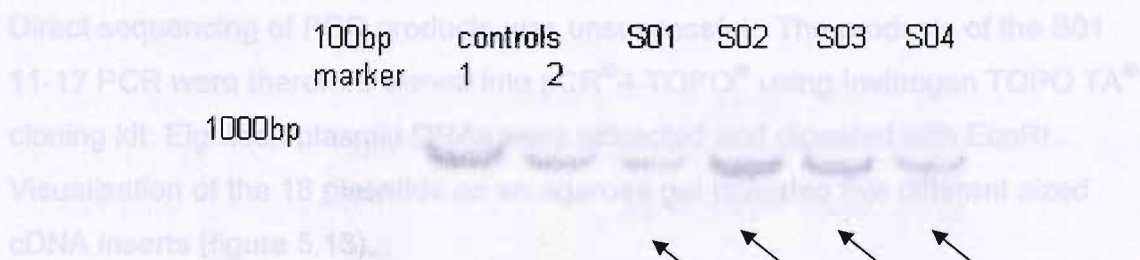 Direct sequencing of PCR products was unsuccessful. The products of the S01
100bp controls S01 S02 S03 S04
marker 1 2
11-17 PCR were therefore cloned into pCR®4-TOPO® using Invitrogen TOPO TA®
1000bp
cloning kit. plasmid DNAs were extracted and digested with EcoRI.
Visualisation of the 18 plasmids on an agarose gel revealed five different sized
cDNA inserts (figure 5.18).